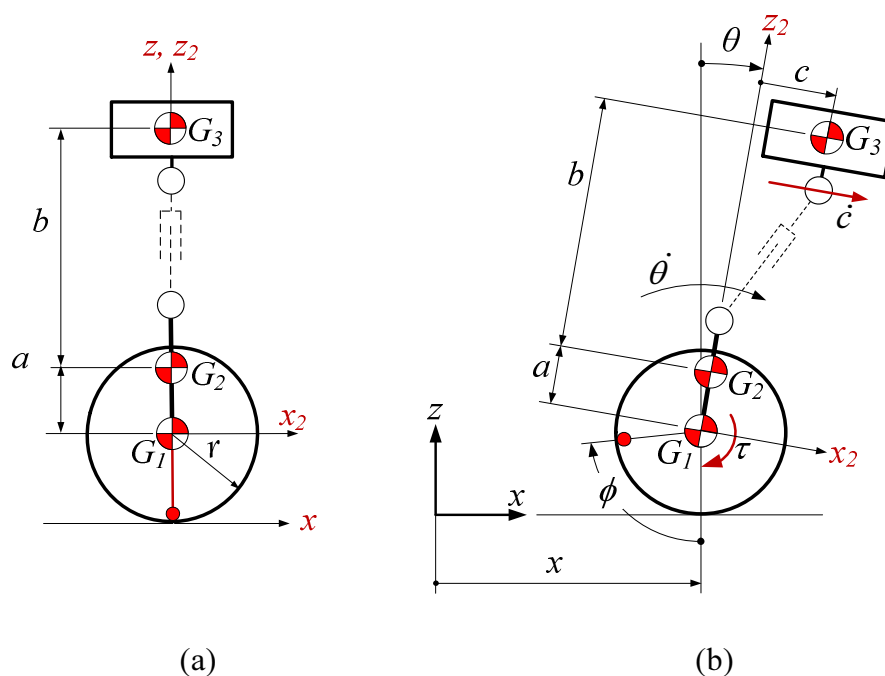 z, z2
G3
b
a
G2
x2
G1
r
x
(a)
θ
z2
c
G3
b
ċ
θ̇
a
G2
z
G1
τ
x2
x
ϕ
x
(b)